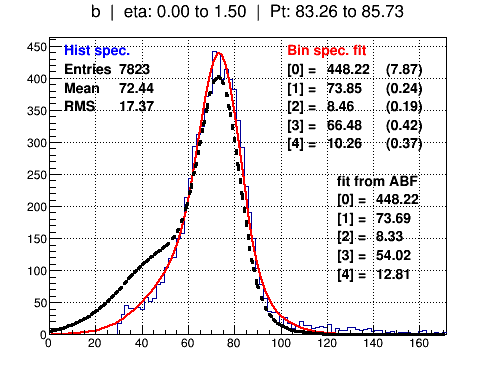 b | eta: 0.00 to 1.50 | Pt: 83.26 to 85.73
Hist spec.
Entries 7823
Mean 72.44
RMS 17.37
Bin spec. fit
[0] = 448.22 (7.87)
[1] = 73.85 (0.24)
[2] = 8.46 (0.19)
[3] = 66.48 (0.42)
[4] = 10.26 (0.37)
fit from ABF
[0] = 448.22
[1] = 73.69
[2] = 8.33
[3] = 54.02
[4] = 12.81
450
400
350
300
250
200
150
100
50
0
0 20 40 60 80 100 120 140 160